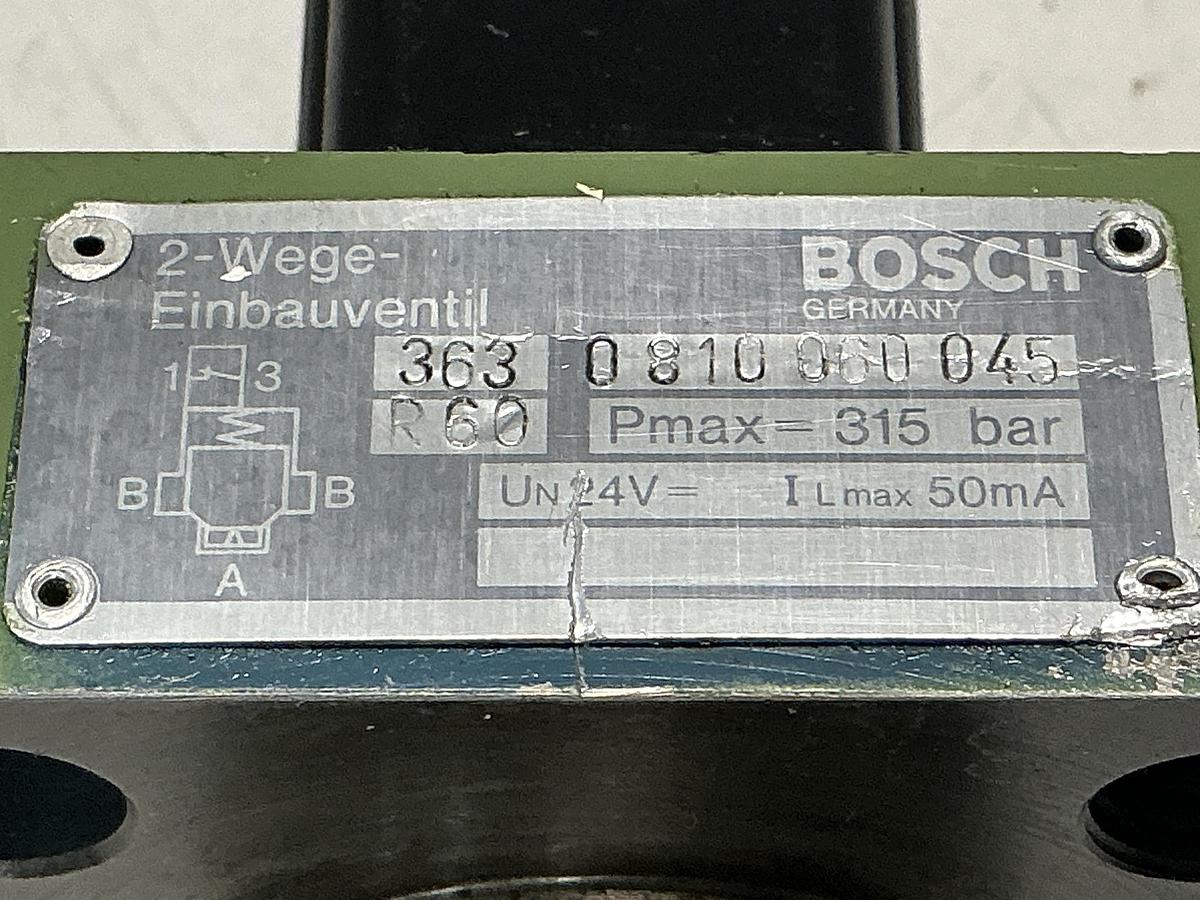 2-Wege-
Einbauventil
BOSCH
GERMANY
363 0 810 060 045
R60 Pmax= 315 bar
UN 24V= I Lmax 50mA
1 3
B B
A